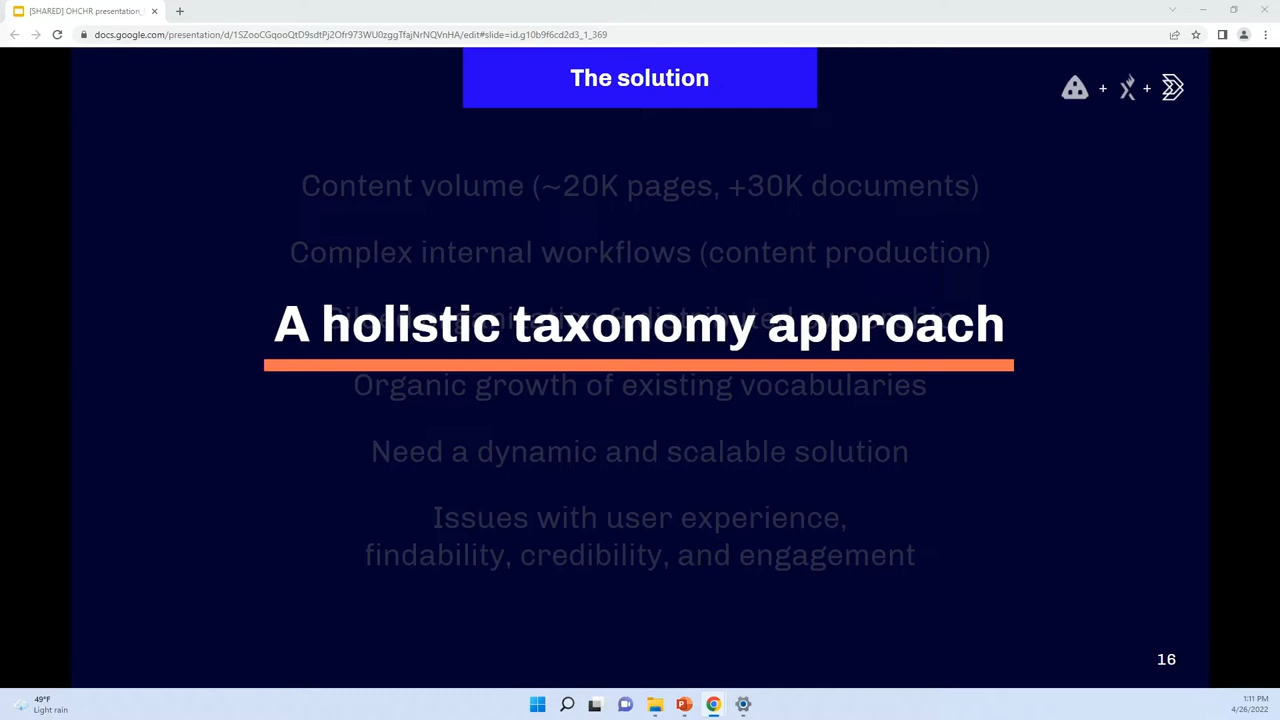 [SHARED] OHCHR presentation_
docs.google.com/presentation/d/1SZooCGqooQtD9sdtPj2Ofr973WU0zggTfajNrNQVnHA/edit#slide=id.g10b9f6cd2d3_1_369
The solution
+ +
Content volume (~20K pages, +30K documents)
Complex internal workflows (content production)
A holistic taxonomy approach
Organic growth of existing vocabularies
Need a dynamic and scalable solution
Issues with user experience,
findability, credibility, and engagement
16
49°F
Light rain
1:11 PM
4/26/2022